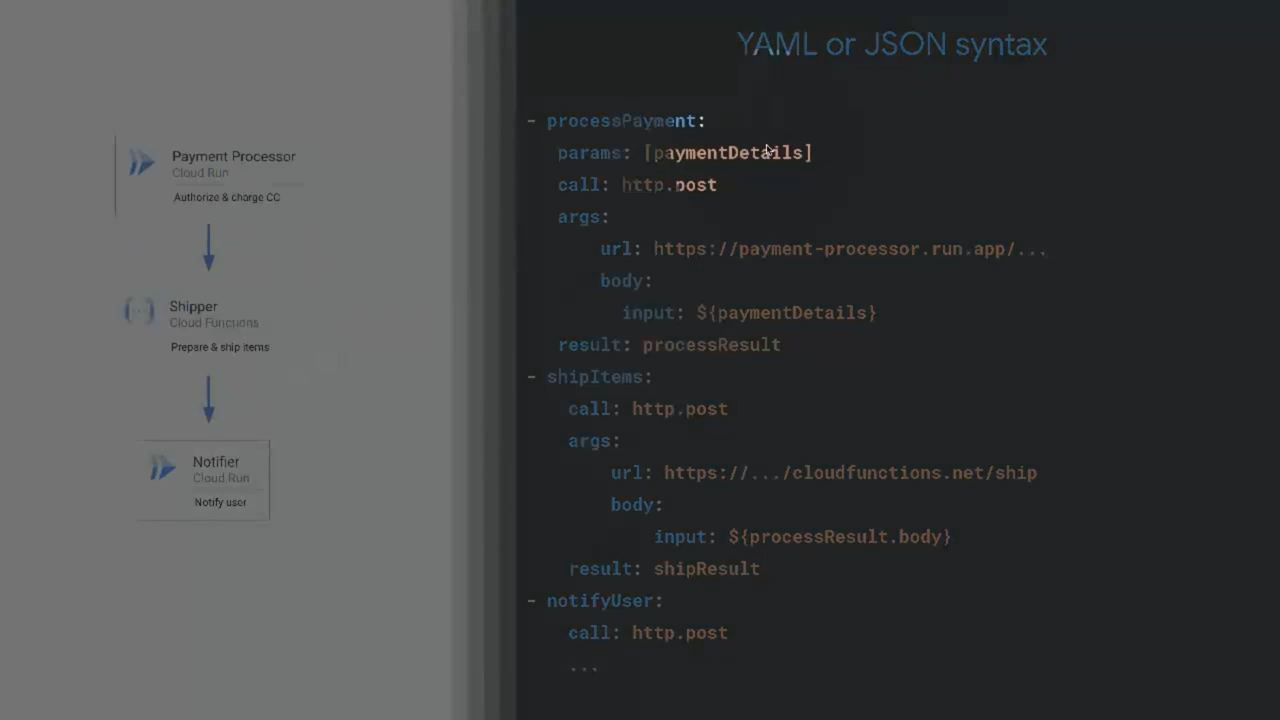 Payment Processor
Cloud Run
Authorize & charge CC
Shipper
Cloud Functions
Prepare & ship items
Notifier
Cloud Run
Notify user
YAML or JSON syntax
- processPayment:
params: [paymentDetails]
call: http.post
args:
url: https://payment-processor.run.app/...
body:
input: ${paymentDetails}
result: processResult
- shipItems:
call: http.post
args:
url: https://.../cloudfunctions.net/ship
body:
input: ${processResult.body}
result: shipResult
- notifyUser:
call: http.post
...